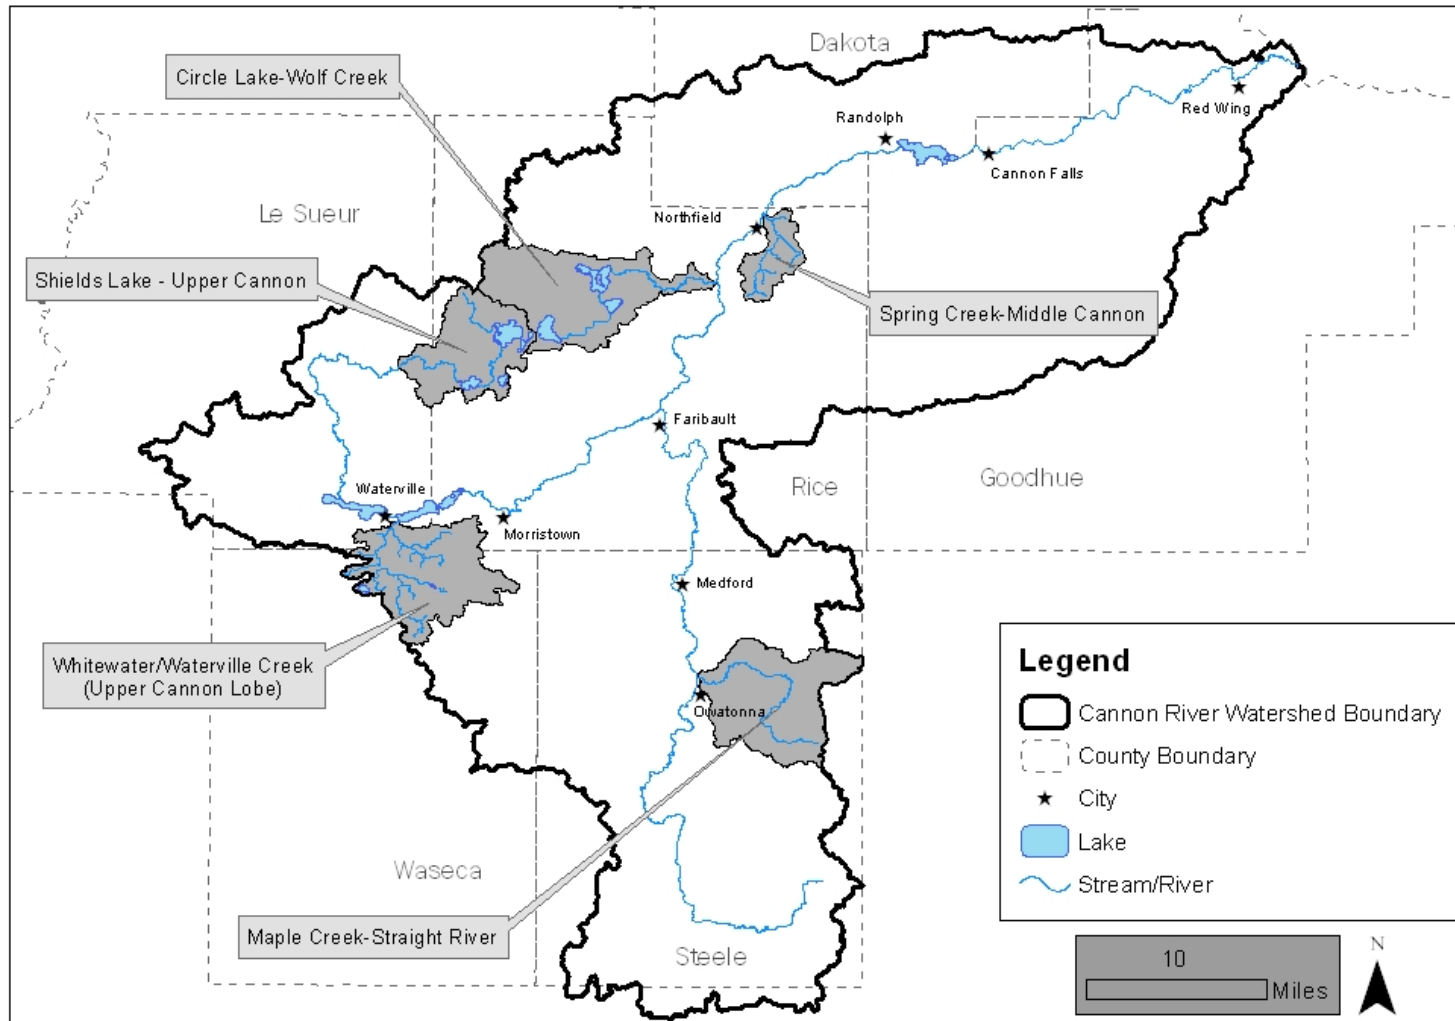 Dakota
Circle Lake-Wolf Creek
Red Wing
Randolph
Cannon Falls
Le Sueur
Northfield
Shields Lake - Upper Cannon
Spring Creek-Middle Cannon
Faribault
Rice
Goodhue
Waterville
Morristown
Medford
Whitewater/Waterville Creek
(Upper Cannon Lobe)
Owatonna
Waseca
Maple Creek-Straight River
Steele
Legend
Cannon River Watershed Boundary
County Boundary
City
Lake
Stream/River
10
Miles
N